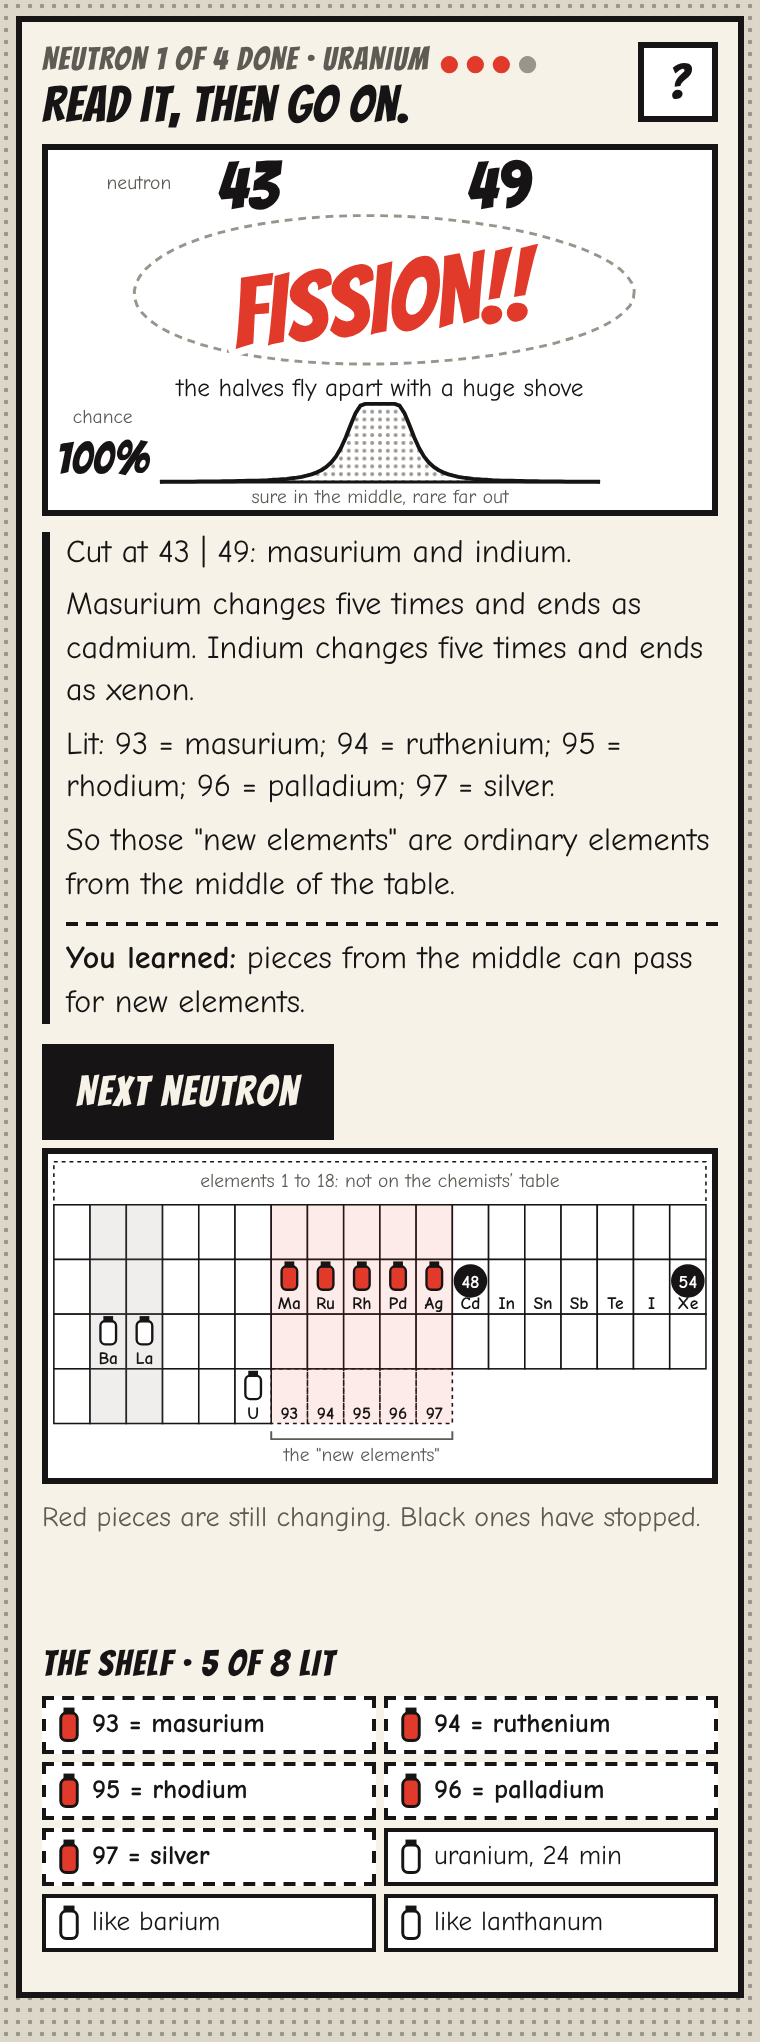 NEUTRON 1 OF 4 DONE · URANIUM
READ IT, THEN GO ON.
?
neutron 43 49
FISSION!!
the halves fly apart with a huge shove
chance
100%
sure in the middle, rare far out
Cut at 43 | 49: masurium and indium.
Masurium changes five times and ends as
cadmium. Indium changes five times and ends
as xenon.
Lit: 93 = masurium; 94 = ruthenium; 95 =
rhodium; 96 = palladium; 97 = silver.
So those "new elements" are ordinary elements
from the middle of the table.
You learned: pieces from the middle can pass
for new elements.
NEXT NEUTRON
elements 1 to 18: not on the chemists' table
48 54
Ma Ru Rh Pd Ag Cd In Sn Sb Te I Xe
Ba La
U 93 94 95 96 97
the "new elements"
Red pieces are still changing. Black ones have stopped.
THE SHELF · 5 OF 8 LIT
93 = masurium
94 = ruthenium
95 = rhodium
96 = palladium
97 = silver
uranium, 24 min
like barium
like lanthanum